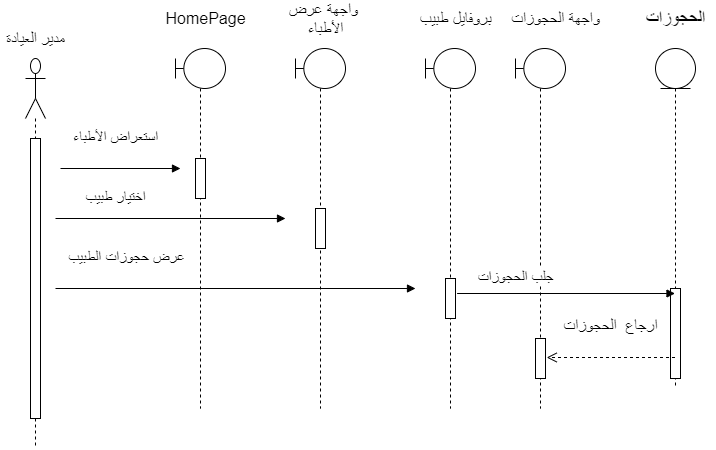 مدير العيادة
HomePage
واجهة عرض
الأطباء
بروفايل طبيب
واجهة الحجوزات
الحجوزات
استعراض الأطباء
اختيار طبيب
عرض حجوزات الطبيب
جلب الحجوزات
ارجاع الحجوزات